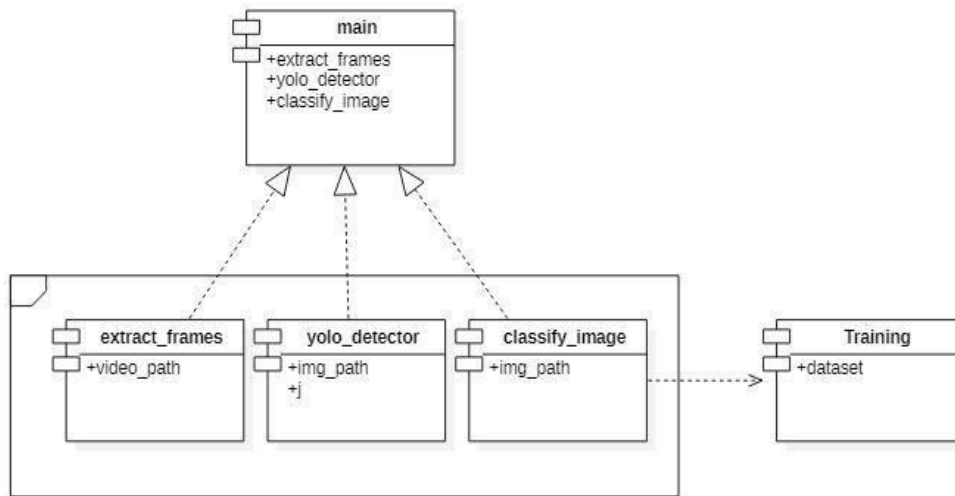 main
+extract_frames
+yolo_detector
+classify_image
extract_frames
+video_path
yolo_detector
+img_path
+j
classify_image
+img_path
Training
+dataset